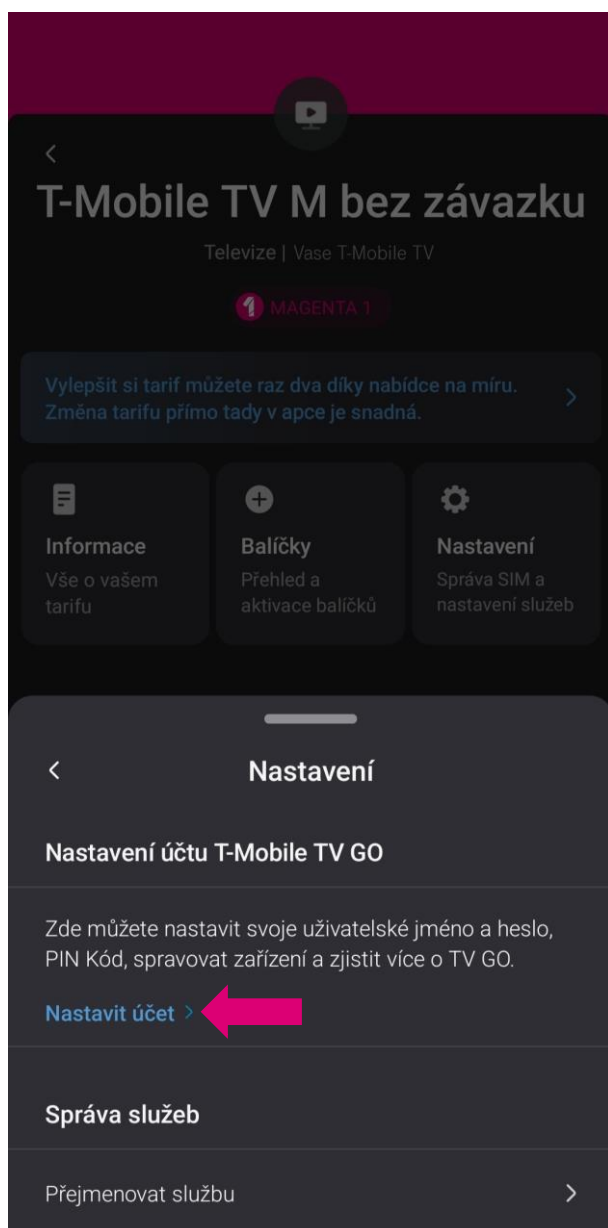 T-Mobile TV M bez závazku
Televize | Vase T-Mobile TV
1 MAGENTA 1
Vylepšit si tarif můžete raz dva díky nabídce na míru.
Změna tarifu přímo tady v apce je snadná.
Informace
Vše o vašem
tarifu
Balíčky
Přehled a
aktivace balíčků
Nastavení
Správa SIM a
nastavení služeb
Nastavení
Nastavení účtu T-Mobile TV GO
Zde můžete nastavit svoje uživatelské jméno a heslo,
PIN Kód, spravovat zařízení a zjistit více o TV GO.
Nastavit účet
Správa služeb
Přejmenovat službu